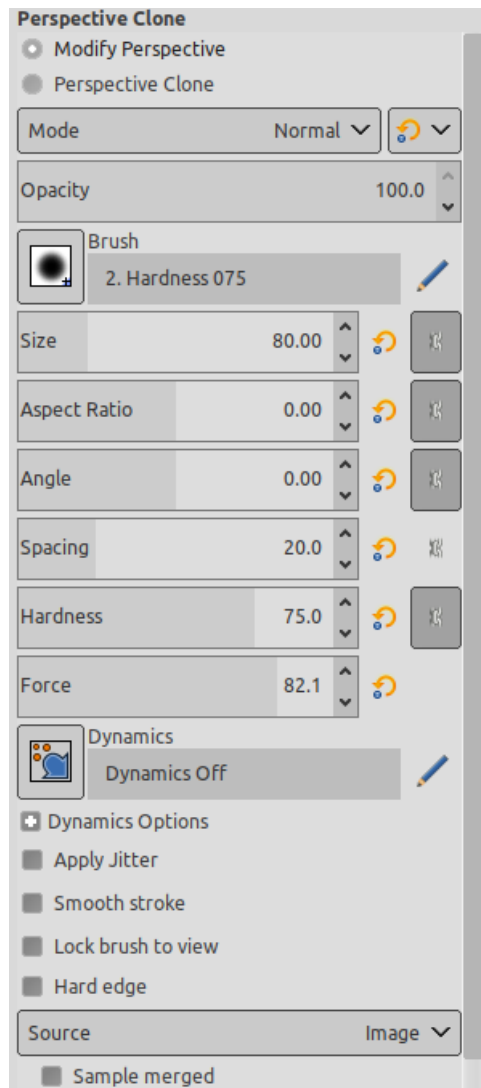 Perspective Clone
Modify Perspective
Perspective Clone
Mode Normal
Opacity 100.0
Brush
2. Hardness 075
Size 80.00
Aspect Ratio 0.00
Angle 0.00
Spacing 20.0
Hardness 75.0
Force 82.1
Dynamics
Dynamics Off
Dynamics Options
Apply Jitter
Smooth stroke
Lock brush to view
Hard edge
Source Image
Sample merged